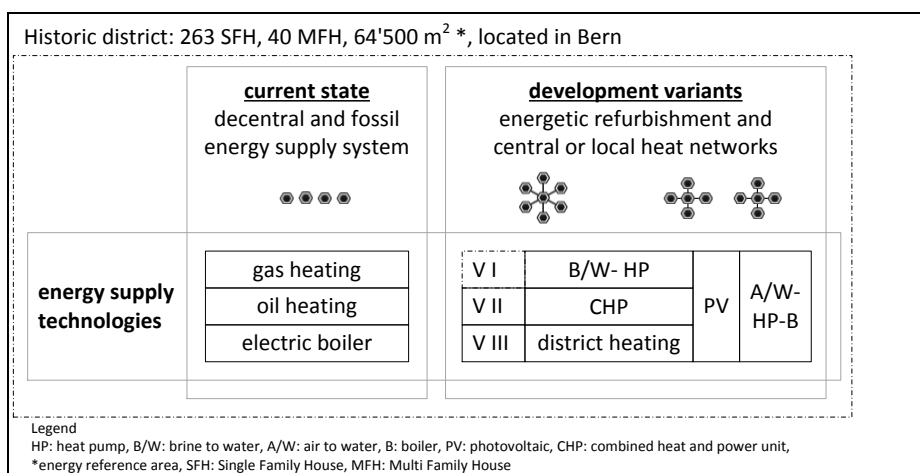 Historic district: 263 SFH, 40 MFH, 64'500 m² *, located in Bern
current state
decentral and fossil
energy supply system
development variants
energetic refurbishment and
central or local heat networks
energy supply
technologies
gas heating
oil heating
electric boiler
V I
B/W- HP
V II
CHP
V III
district heating
PV
A/W-
HP-B
Legend
HP: heat pump, B/W: brine to water, A/W: air to water, B: boiler, PV: photovoltaic, CHP: combined heat and power unit,
*energy reference area, SFH: Single Family House, MFH: Multi Family House